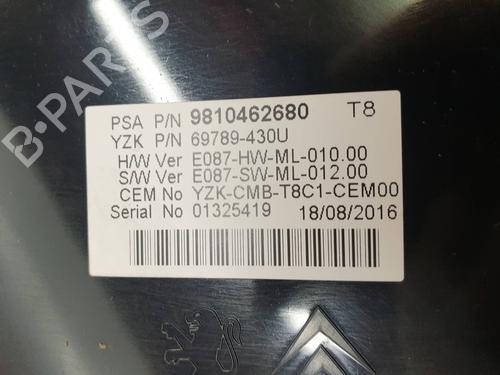 PSA P/N 9810462680 T8
YZK P/N 69789-430U
H/W Ver E087-HW-ML-010.00
S/W Ver E087-SW-ML-012.00
CEM No YZK-CMB-T8C1-CEM00
Serial No 01325419 18/08/2016
B-PARTS